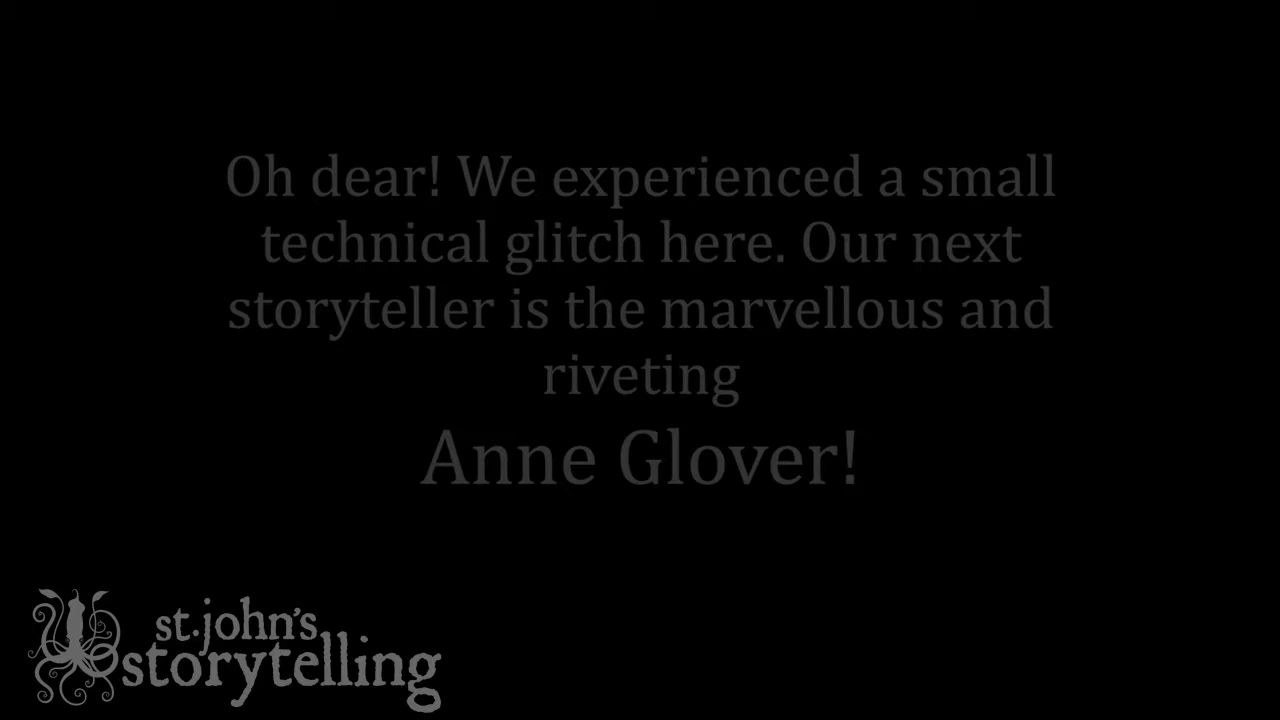 Oh dear! We experienced a small
technical glitch here. Our next
storyteller is the marvellous and
riveting
Anne Glover!
st.john's
storytelling